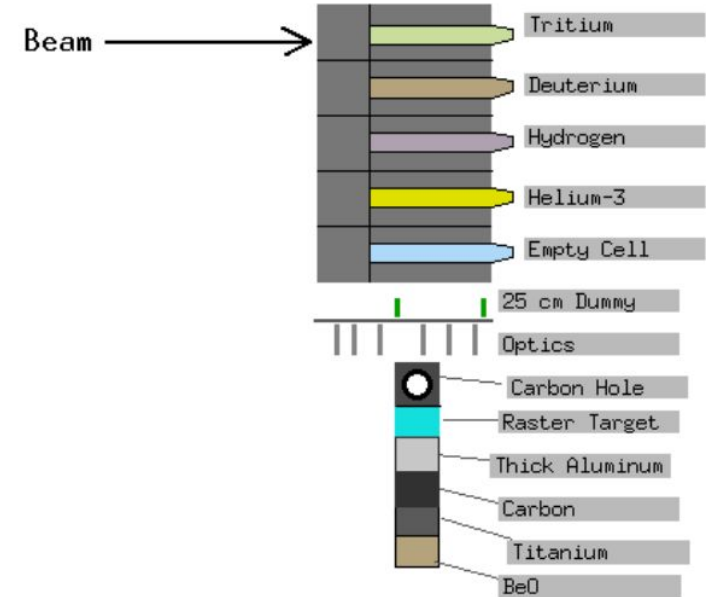 Tritium
Beam
Deuterium
Hydrogen
Helium-3
Empty Cell
25 cm Dummy
Optics
Carbon Hole
Raster Target
Thick Aluminum
Carbon
Titanium
BeO